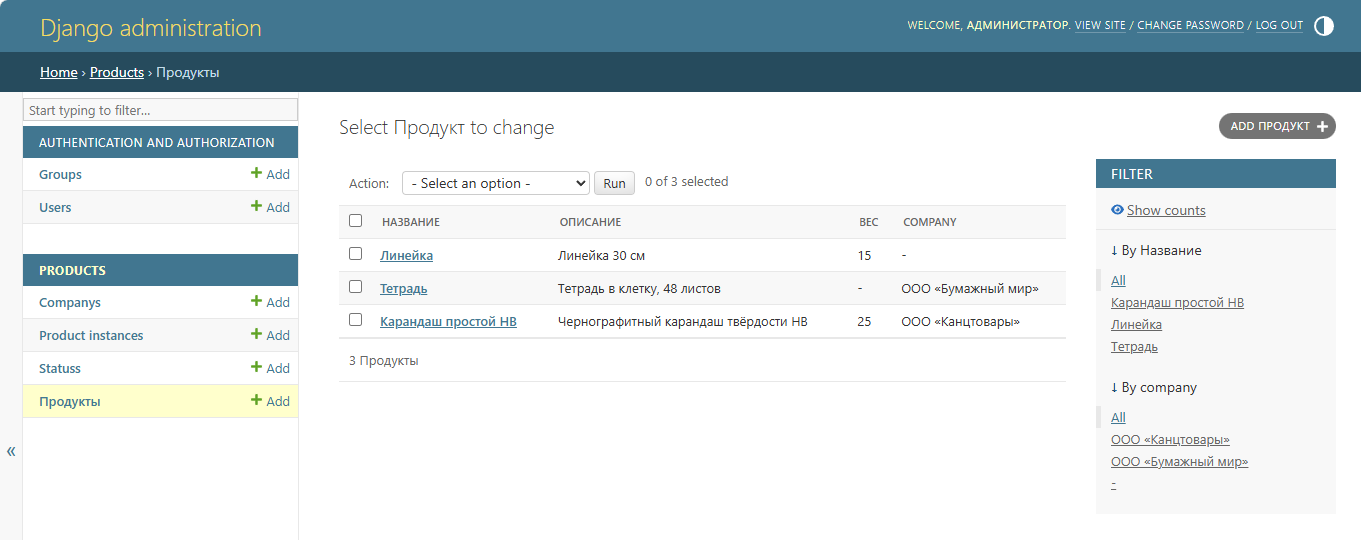 Django administration
WELCOME, АДМИНИСТРАТОР. VIEW SITE / CHANGE PASSWORD / LOG OUT
Home › Products › Продукты
Start typing to filter...
AUTHENTICATION AND AUTHORIZATION
Groups + Add
Users + Add
PRODUCTS
Companys + Add
Product instances + Add
Statuss + Add
Продукты + Add
«
Select Продукт to change
ADD ПРОДУКТ +
Action: - Select an option - Run 0 of 3 selected
НАЗВАНИЕ ОПИСАНИЕ ВЕС COMPANY
Линейка Линейка 30 см 15 -
Тетрадь Тетрадь в клетку, 48 листов - ООО «Бумажный мир»
Карандаш простой HB Чернографитный карандаш твёрдости HB 25 ООО «Канцтовары»
3 Продукты
FILTER
Show counts
↓ By Название
All
Карандаш простой HB
Линейка
Тетрадь
↓ By company
All
ООО «Канцтовары»
ООО «Бумажный мир»
-